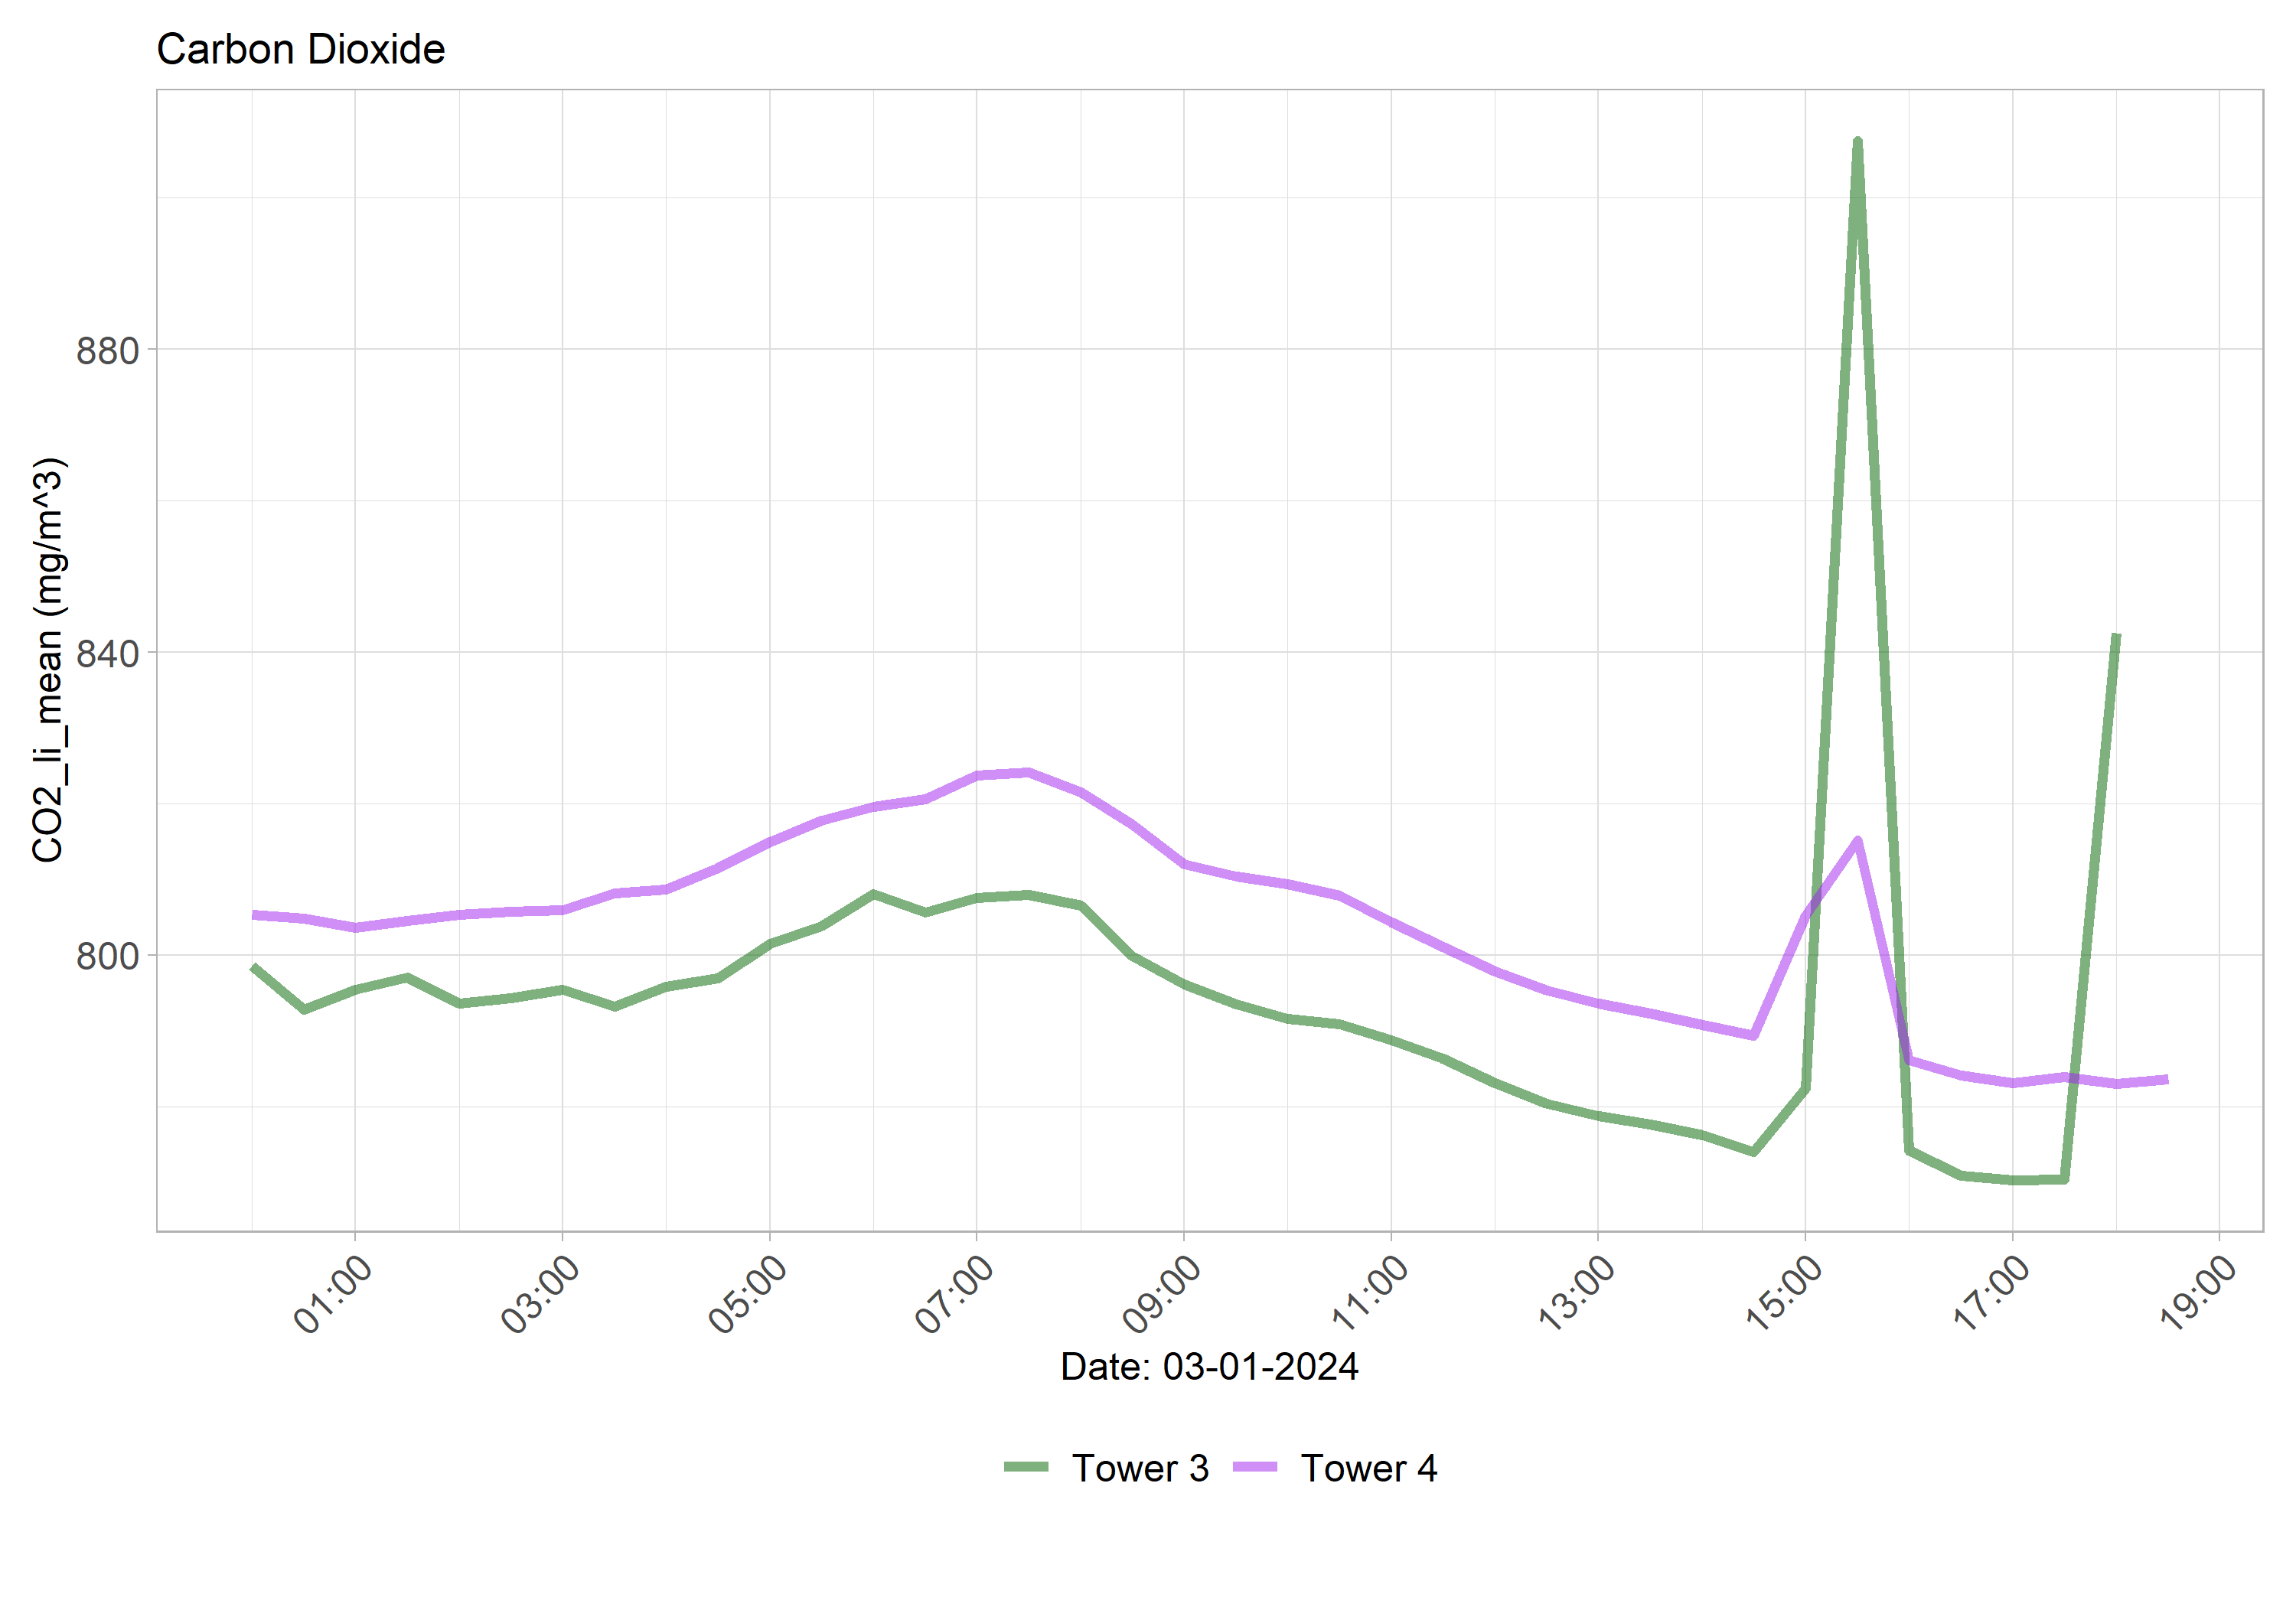 Carbon Dioxide
CO2_li_mean (mg/m^3)
880
840
800
01:00
03:00
05:00
07:00
09:00
11:00
13:00
15:00
17:00
19:00
Date: 03-01-2024
Tower 3
Tower 4